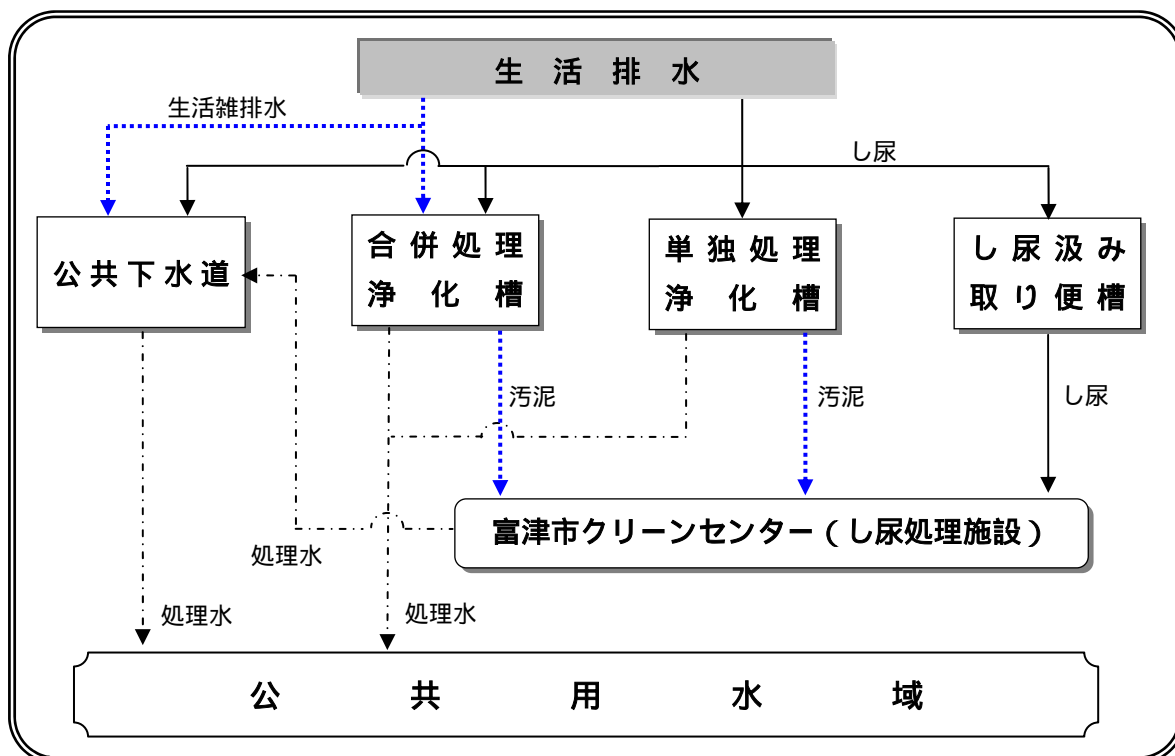 生活排水
生活雑排水
し尿
公共下水道
合併処理
浄化槽
単独処理
浄化槽
し尿汲み
取り便槽
汚泥
汚泥
し尿
富津市クリーンセンター(し尿処理施設)
処理水
処理水
処理水
公共用水域